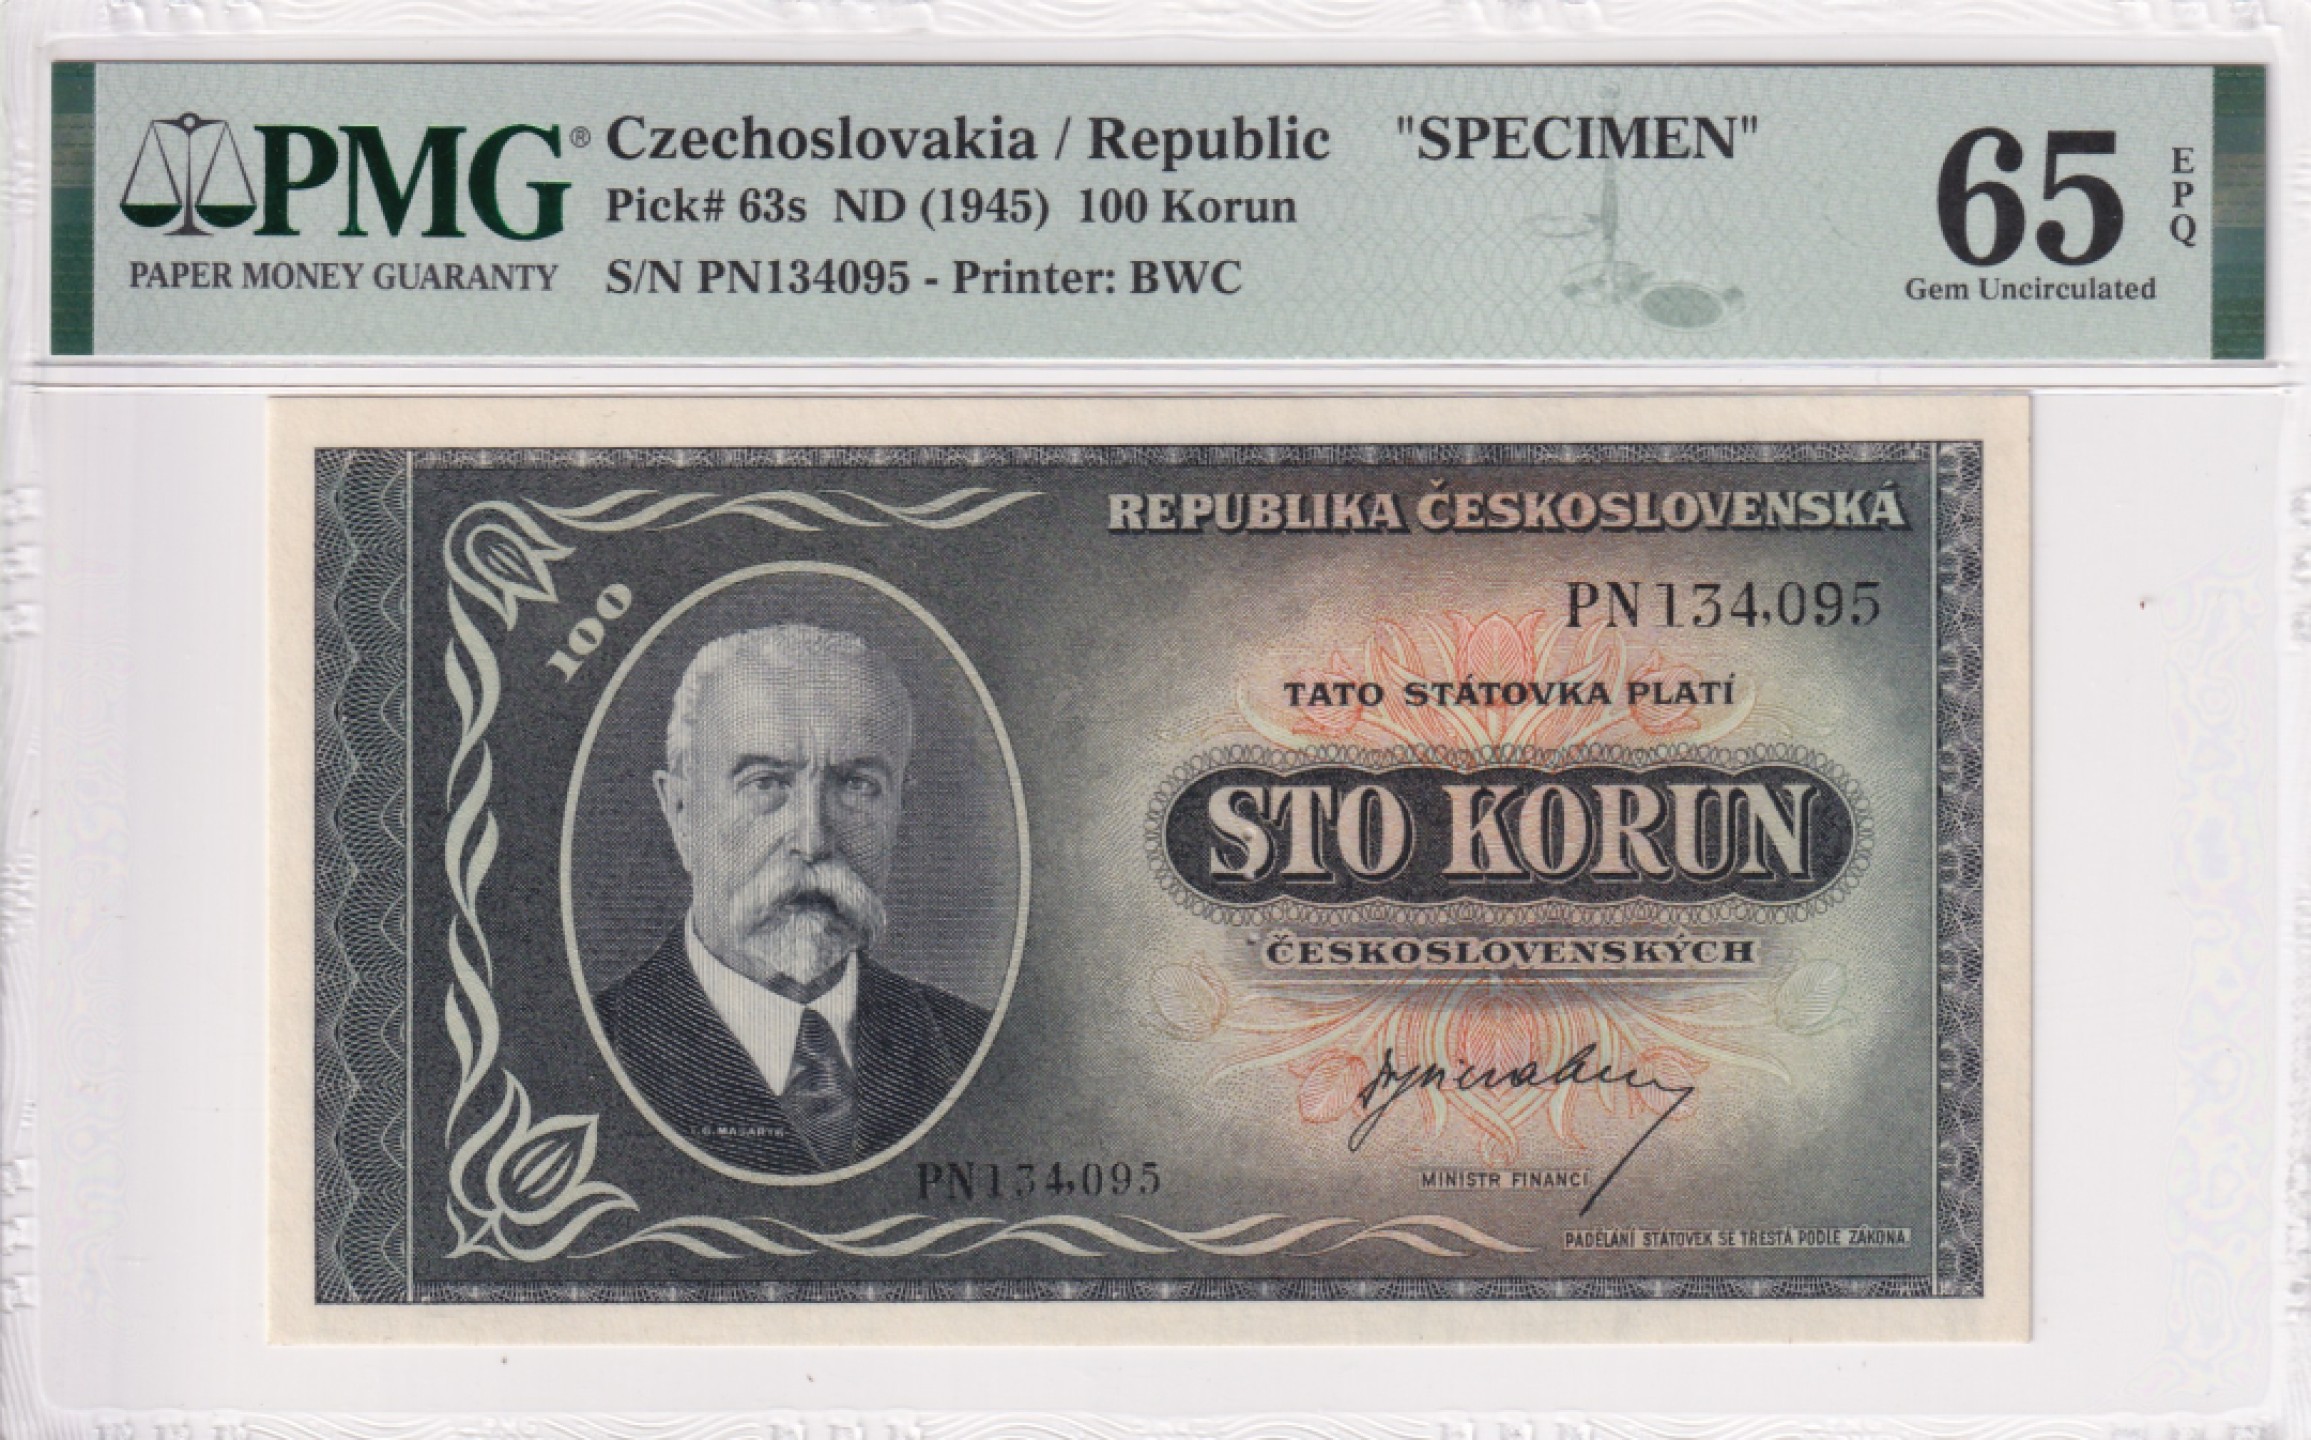 PMG®
PAPER MONEY GUARANTY
Czechoslovakia / Republic "SPECIMEN"
Pick# 63s ND (1945) 100 Korun
S/N PN134095 - Printer: BWC
65
EPQ
Gem Uncirculated
REPUBLIKA ČESKOSLOVENSKÁ
100
PN134,095
TATO STÁTOVKA PLATÍ
STO KORUN
ČESKOSLOVENSKÝCH
T. G. MASARYK
PN134,095
MINISTR FINANCÍ
PADĚLÁNÍ STÁTOVEK SE TRESTÁ PODLE ZÁKONA.